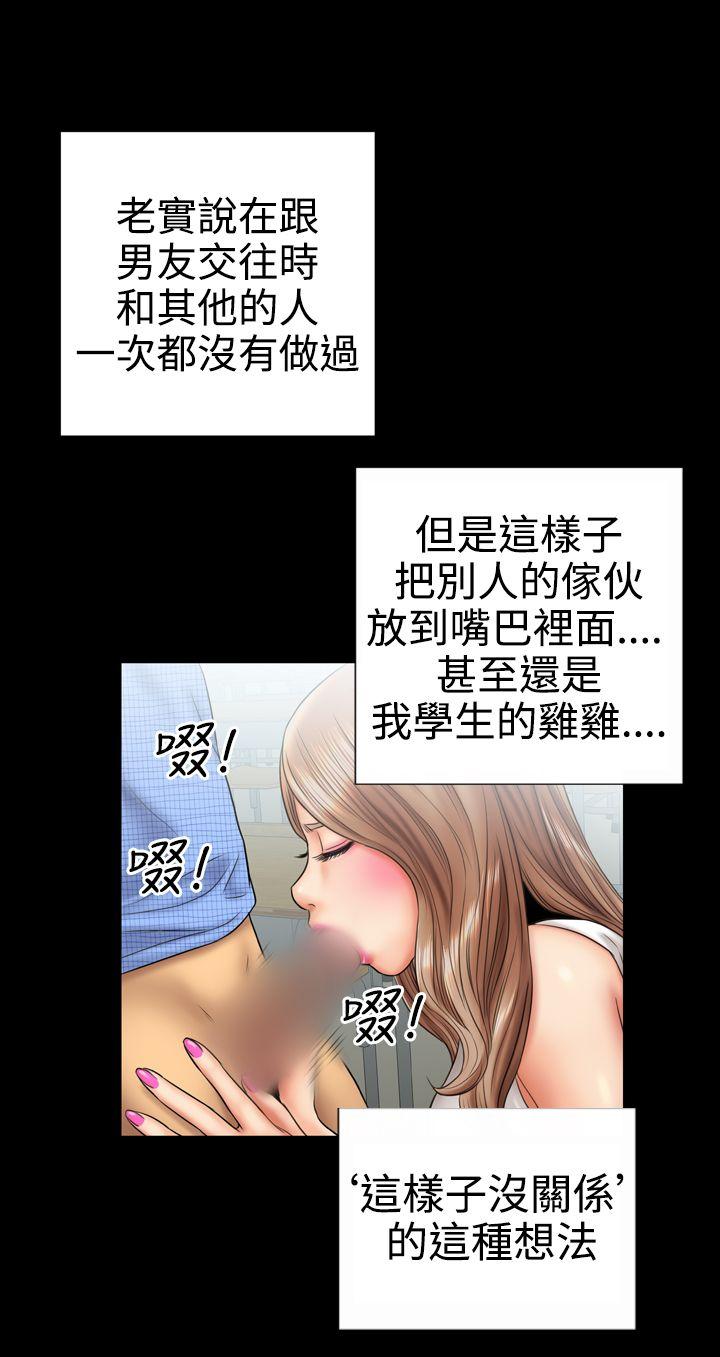 老實說在跟
男友交往時
和其他的人
一次都沒有做過
但是這樣子
把別人的傢伙
放到嘴巴裡面....
甚至還是
我學生的雞雞....
啜!
啜!
啜!
‘這樣子沒關係’
的這種想法